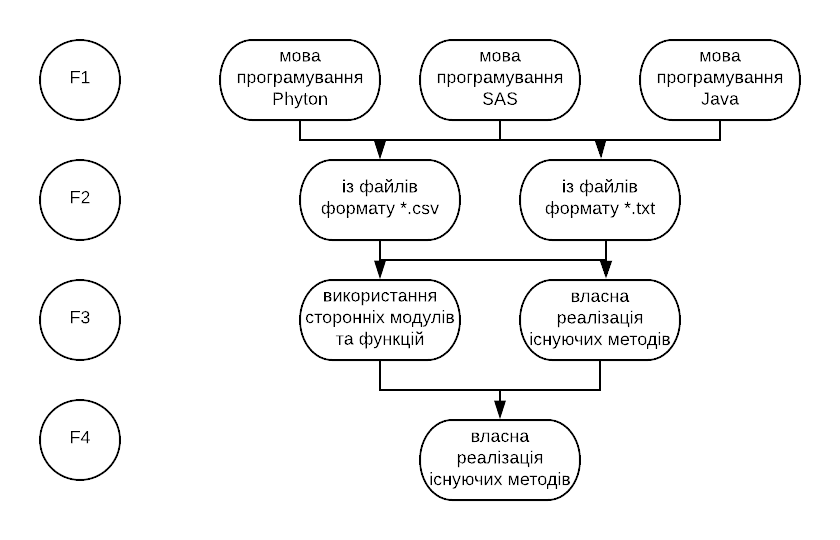 F1
мова
програмування
Phyton
мова
програмування
SAS
мова
програмування
Java
F2
із файлів
формату *.csv
із файлів
формату *.txt
F3
використання
сторонніх модулів
та функцій
власна
реалізація
існуючих методів
F4
власна
реалізація
існуючих методів